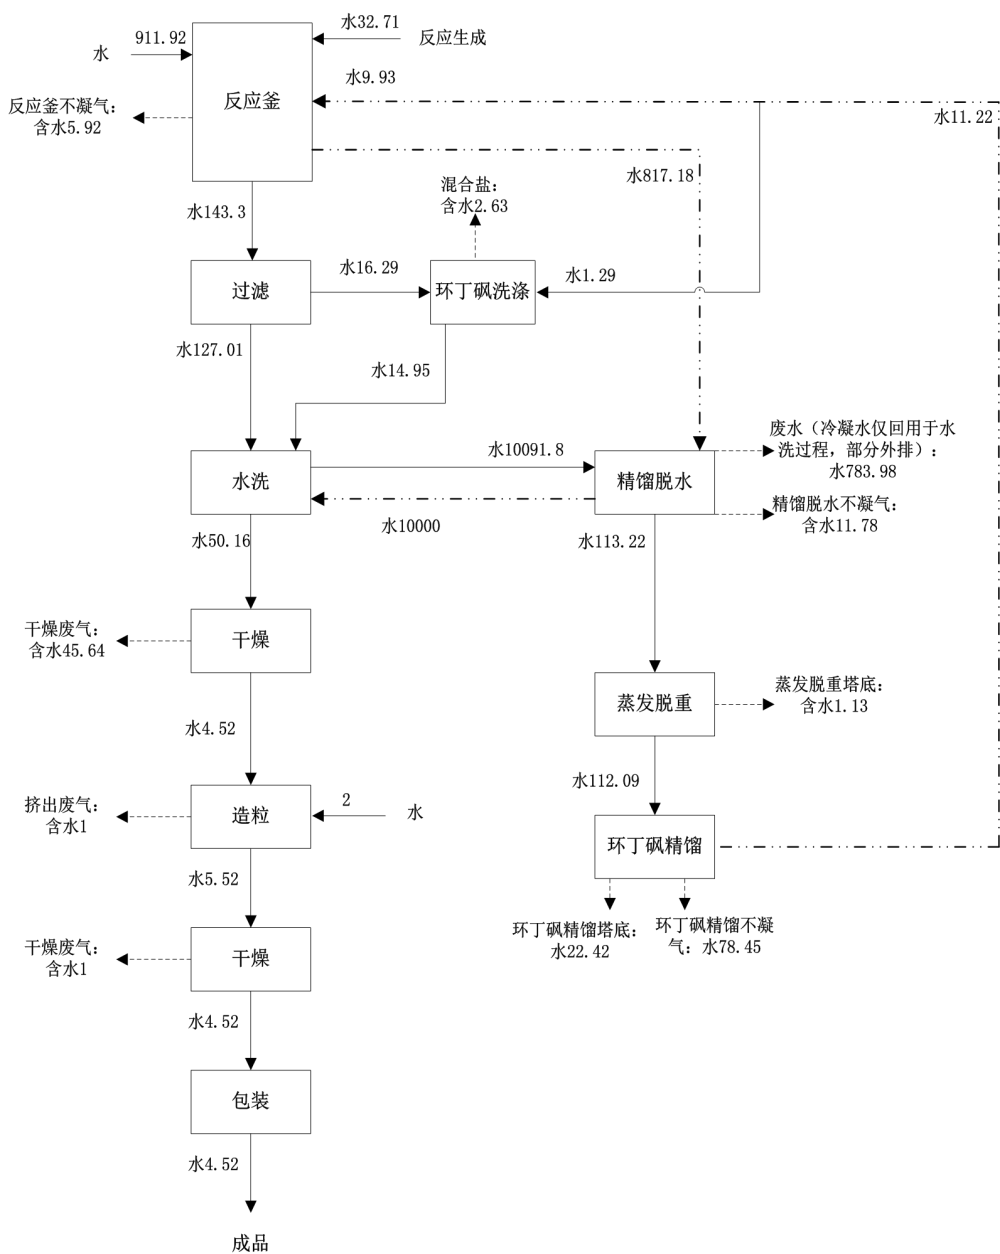 水32.71
911.92
水
反应生成
水9.93
反应釜
反应釜不凝气：
含水5.92
水11.22
水817.18
混合盐：
含水2.63
水143.3
水16.29
水1.29
过滤
环丁砜洗涤
水127.01
水14.95
废水（冷凝水仅回用于水
洗过程，部分外排）：
水783.98
水10091.8
水洗
精馏脱水
精馏脱水不凝气：
含水11.78
水10000
水50.16
水113.22
干燥废气：
含水45.64
干燥
蒸发脱重
蒸发脱重塔底：
含水1.13
水4.52
水112.09
挤出废气：
含水1
造粒
2
水
环丁砜精馏
水5.52
环丁砜精馏塔底：
水22.42
环丁砜精馏不凝
气：水78.45
干燥废气：
含水1
干燥
水4.52
包装
水4.52
成品